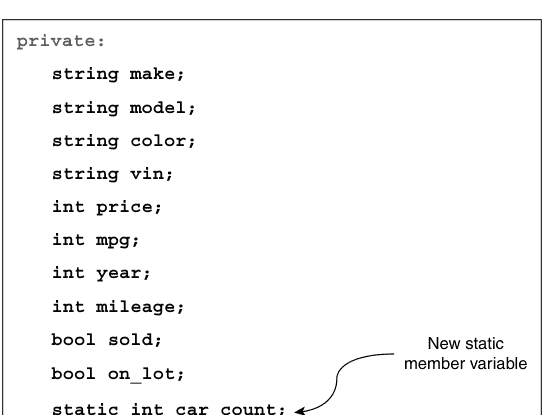 private:
string make;
string model;
string color;
string vin;
int price;
int mpg;
int year;
int mileage;
bool sold;
bool on_lot;
static int car_count;
New static
member variable